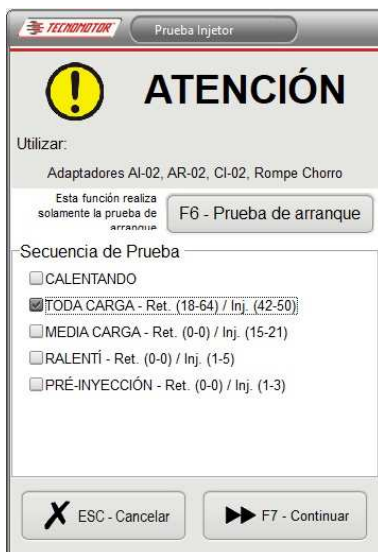 TECNOMOTOR
Prueba Injetor
ATENCIÓN
Utilizar:
Adaptadores AI-02, AR-02, CI-02, Rompe Chorro
Esta función realiza
solamente la prueba de
arranque
F6 - Prueba de arranque
Secuencia de Prueba
CALENTANDO
TODA CARGA - Ret. (18-64) / Inj. (42-50)
MEDIA CARGA - Ret. (0-0) / Inj. (15-21)
RALENTÍ - Ret. (0-0) / Inj. (1-5)
PRÉ-INYECCIÓN - Ret. (0-0) / Inj. (1-3)
ESC - Cancelar
F7 - Continuar